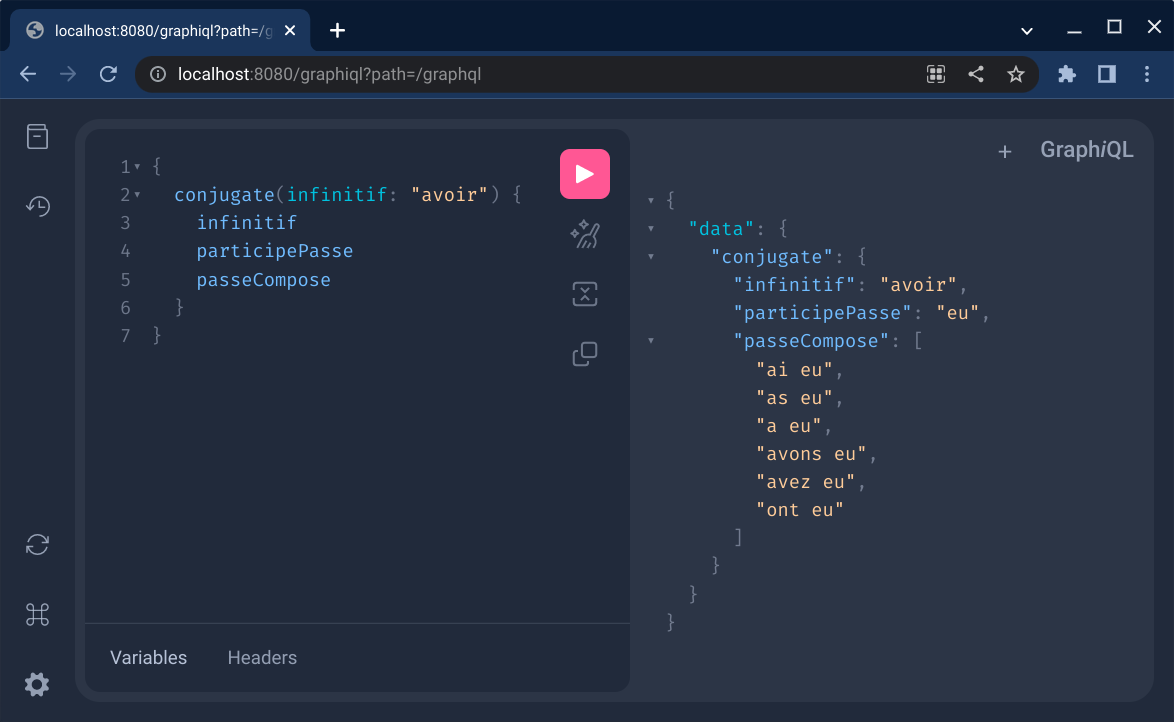 localhost:8080/graphiql?path=/g
localhost:8080/graphiql?path=/graphql
GraphiQL
1 {
2 conjugate(infinitif: "avoir") {
3 infinitif
4 participePasse
5 passeCompose
6 }
7 }
{
"data": {
"conjugate": {
"infinitif": "avoir",
"participePasse": "eu",
"passeCompose": [
"ai eu",
"as eu",
"a eu",
"avons eu",
"avez eu",
"ont eu"
]
}
}
}
Variables Headers